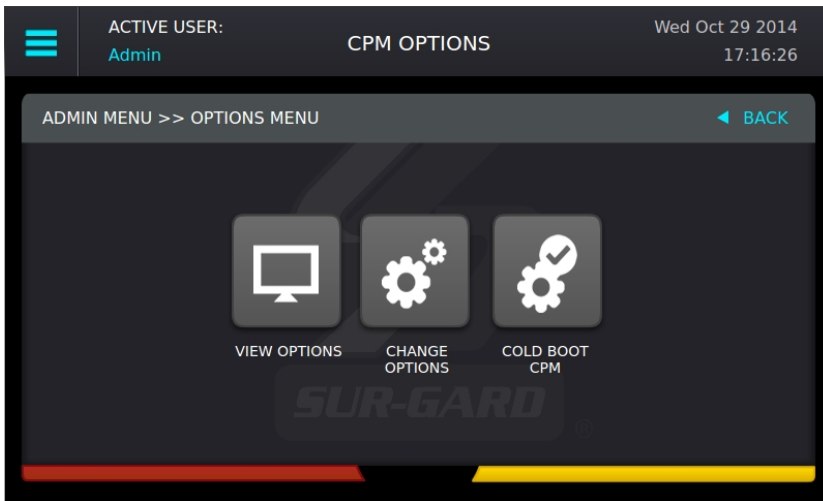 ACTIVE USER:
Admin
CPM OPTIONS
Wed Oct 29 2014
17:16:26
ADMIN MENU >> OPTIONS MENU
BACK
VIEW OPTIONS
CHANGE
OPTIONS
COLD BOOT
CPM
SUR-GARD
®